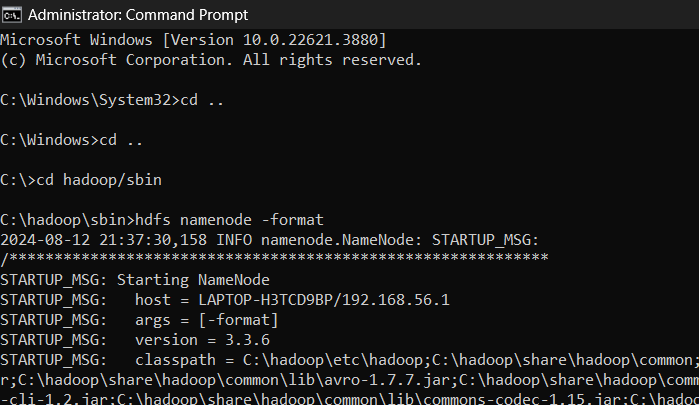 Administrator: Command Prompt
Microsoft Windows [Version 10.0.22621.3880]
(c) Microsoft Corporation. All rights reserved.
C:\Windows\System32>cd ..
C:\Windows>cd ..
C:\>cd hadoop/sbin
C:\hadoop\sbin>hdfs namenode -format
2024-08-12 21:37:30,158 INFO namenode.NameNode: STARTUP_MSG:
/************************************************************
STARTUP_MSG: Starting NameNode
STARTUP_MSG:   host = LAPTOP-H3TCD9BP/192.168.56.1
STARTUP_MSG:   args = [-format]
STARTUP_MSG:   version = 3.3.6
STARTUP_MSG:   classpath = C:\hadoop\etc\hadoop;C:\hadoop\share\hadoop\common;
r;C:\hadoop\share\hadoop\common\lib\avro-1.7.7.jar;C:\hadoop\share\hadoop\comm
-cli-1.2.jar;C:\hadoop\share\hadoop\common\lib\commons-codec-1.15.jar;C:\hadoo